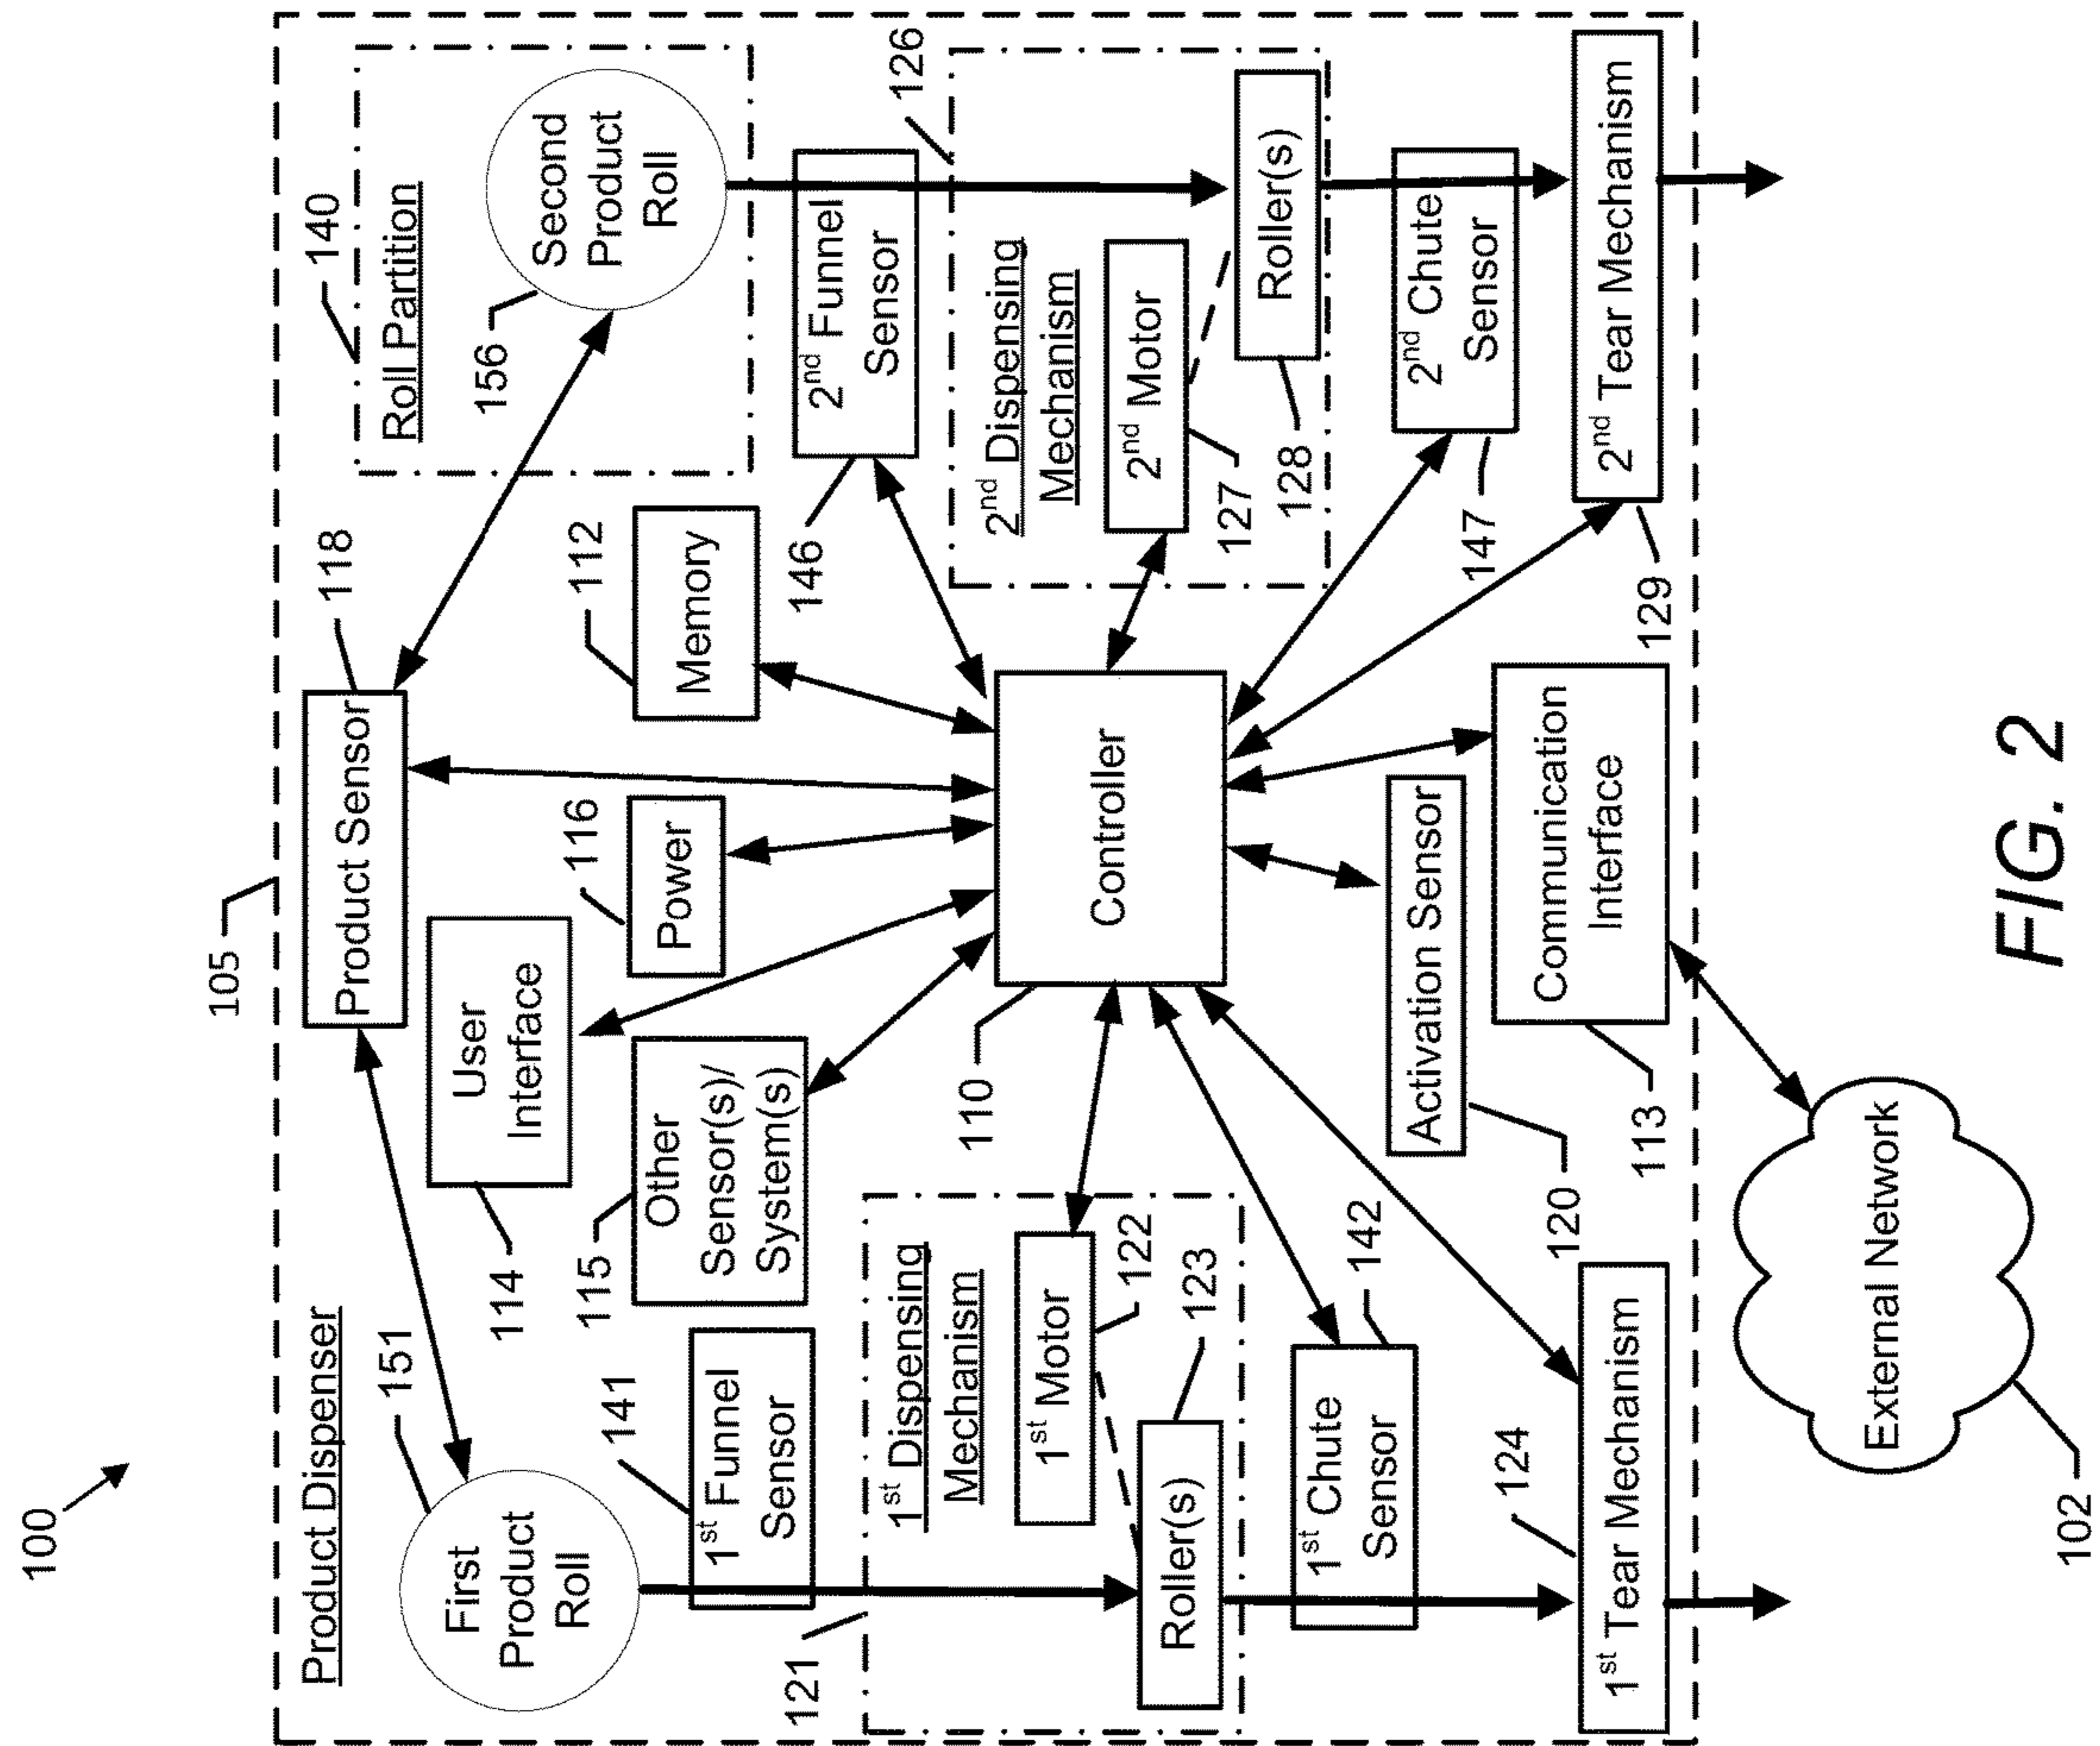 100
105
Product Dispenser
151
First
Product
Roll
Product Sensor
118
140
Roll Partition
156
Second
Product
Roll
114
User
Interface
115
Other
Sensor(s)/
System(s)
116
Power
112
Memory
141
1st Funnel
Sensor
146
2nd Funnel
Sensor
126
121
1st Dispensing
Mechanism
1st Motor
122
Roller(s)
123
110
Controller
2nd Dispensing
Mechanism
2nd Motor
127
Roller(s)
128
1st Chute
Sensor
142
120
Activation Sensor
147
2nd Chute
Sensor
124
1st Tear Mechanism
113
Communication
Interface
129
2nd Tear Mechanism
External Network
102
FIG. 2